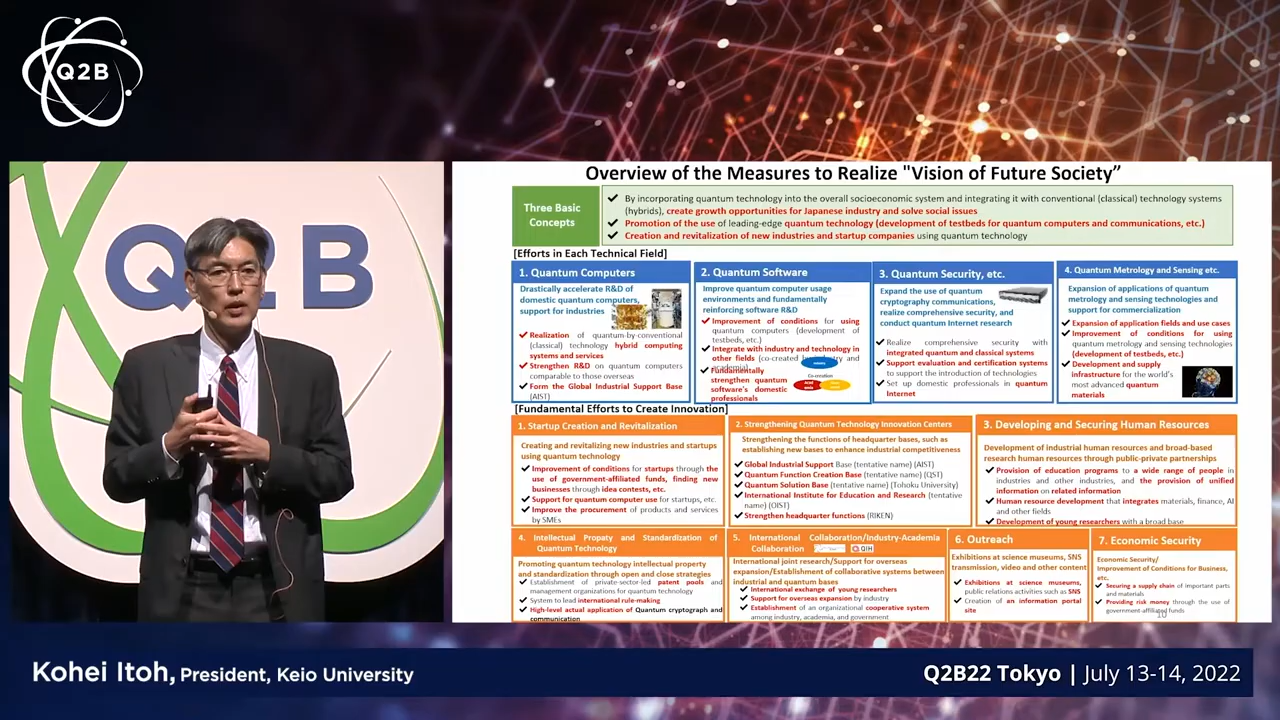 Q2B
Q2B
Overview of the Measures to Realize "Vision of Future Society”
Three Basic
Concepts
✔ By incorporating quantum technology into the overall socioeconomic system and integrating it with conventional (classical) technology systems
(hybrids), create growth opportunities for Japanese industry and solve social issues
✔ Promotion of the use of leading-edge quantum technology (development of testbeds for quantum computers and communications, etc.)
✔ Creation and revitalization of new industries and startup companies using quantum technology
[Efforts in Each Technical Field]
1. Quantum Computers
Drastically accelerate R&D of
domestic quantum computers,
support for industries
✔ Realization of quantum-by-conventional
(classical) technology hybrid computing
systems and services
✔ Strengthen R&D on quantum computers
comparable to those overseas
✔ Form the Global Industrial Support Base
(AIST)
2. Quantum Software
Improve quantum computer usage
environments and fundamentally
reinforcing software R&D
✔ Improvement of conditions for using
quantum computers (development of
testbeds, etc.)
✔ Integrate with industry and technology in
other fields (co-created by industry and
academia)
✔ Fundamentally
strengthen quantum
software's domestic
professionals
Industry
Co-creation
3. Quantum Security, etc.
Expand the use of quantum
cryptography communications,
realize comprehensive security, and
conduct quantum Internet research
✔ Realize comprehensive security with
integrated quantum and classical systems
✔ Support evaluation and certification systems
to support the introduction of technologies
✔ Set up domestic professionals in quantum
Internet
4. Quantum Metrology and Sensing etc.
Expansion of applications of quantum
metrology and sensing technologies and
support for commercialization
✔ Expansion of application fields and use cases
✔ Improvement of conditions for using
quantum metrology and sensing technologies
(development of testbeds, etc.)
✔ Development and supply
infrastructure for the world's
most advanced quantum
materials
[Fundamental Efforts to Create Innovation]
1. Startup Creation and Revitalization
Creating and revitalizing new industries and startups
using quantum technology
✔ Improvement of conditions for startups through the
use of government-affiliated funds, finding new
businesses through idea contests, etc.
✔ Support for quantum computer use for startups, etc.
✔ Improve the procurement of products and services
by SMEs
2. Strengthening Quantum Technology Innovation Centers
Strengthening the functions of headquarter bases, such as
establishing new bases to enhance industrial competitiveness
✔ Global Industrial Support Base (tentative name) (AIST)
✔ Quantum Function Creation Base (tentative name) (QST)
✔ Quantum Solution Base (tentative name) (Tohoku University)
✔ International Institute for Education and Research (tentative
name) (OIST)
✔ Strengthen headquarter functions (RIKEN)
3. Developing and Securing Human Resources
Development of industrial human resources and broad-based
research human resources through public-private partnerships
✔ Provision of education programs to a wide range of people in
industries and other industries, and the provision of unified
information on related information
✔ Human resource development that integrates materials, finance, AI
and other fields
✔ Development of young researchers with a broad base
4. Intellectual Propaty and Standardization of
Quantum Technology
Promoting quantum technology intellectual property
and standardization through open and close strategies
✔ Establishment of private-sector-led patent pools and
management organizations for quantum technology
✔ System to lead international rule-making
✔ High-level actual application of Quantum cryptograph and
communication
5. International Collaboration/Industry-Academia
Collaboration
QIH
International joint research/Support for overseas
expansion/Establishment of collaborative systems between
industrial and quantum bases
✔ International exchange of young researchers
✔ Support for overseas expansion by industry
✔ Establishment of an organizational cooperative system
among industry, academia, and government
6. Outreach
Exhibitions at science museums, SNS
transmission, video and other content
✔ Exhibitions at science museums,
public relations activities such as SNS
✔ Creation of an information portal
site
7. Economic Security
Economic Security/
Improvement of Conditions for Business,
etc.
✔ Securing a supply chain of important parts
and materials
✔ Providing risk money through the use of
government-affiliated funds
10
Kohei Itoh, President, Keio University
Q2B22 Tokyo | July 13-14, 2022